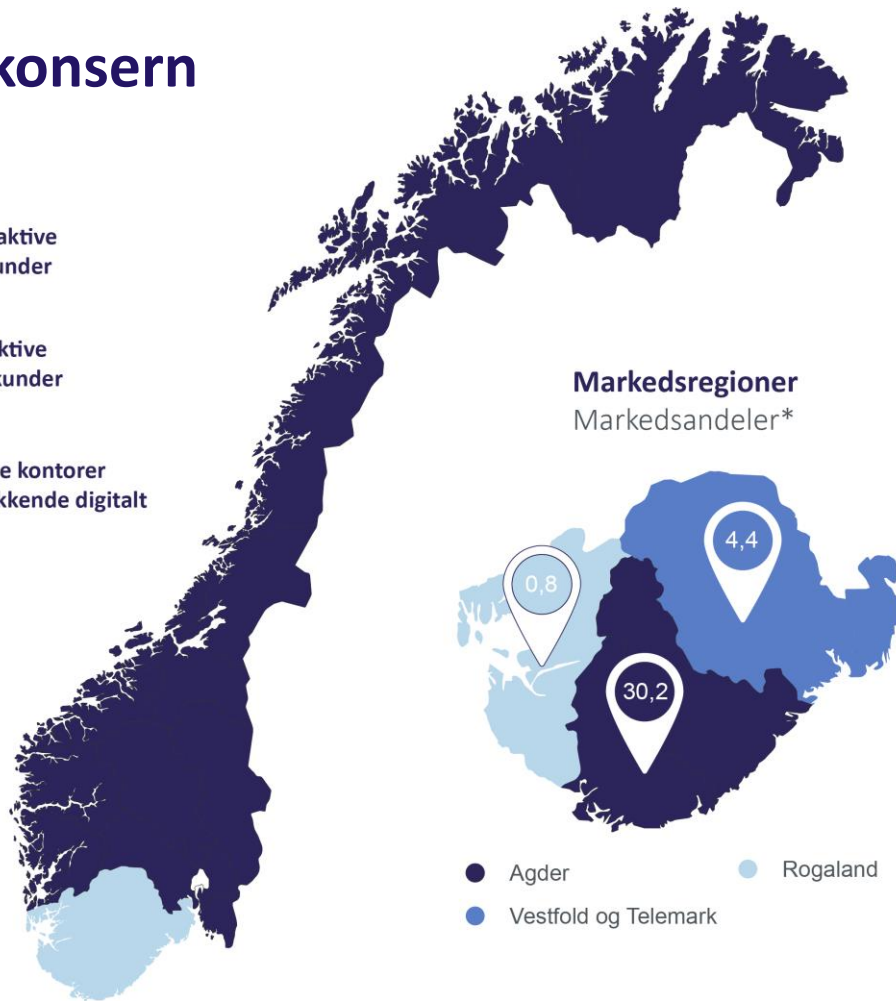 konsern
aktive
under
ktive
kunder
e kontorer
kkende digitalt
Markedsregioner
Markedsandeler*
4,4
0,8
30,2
Agder
Rogaland
Vestfold og Telemark